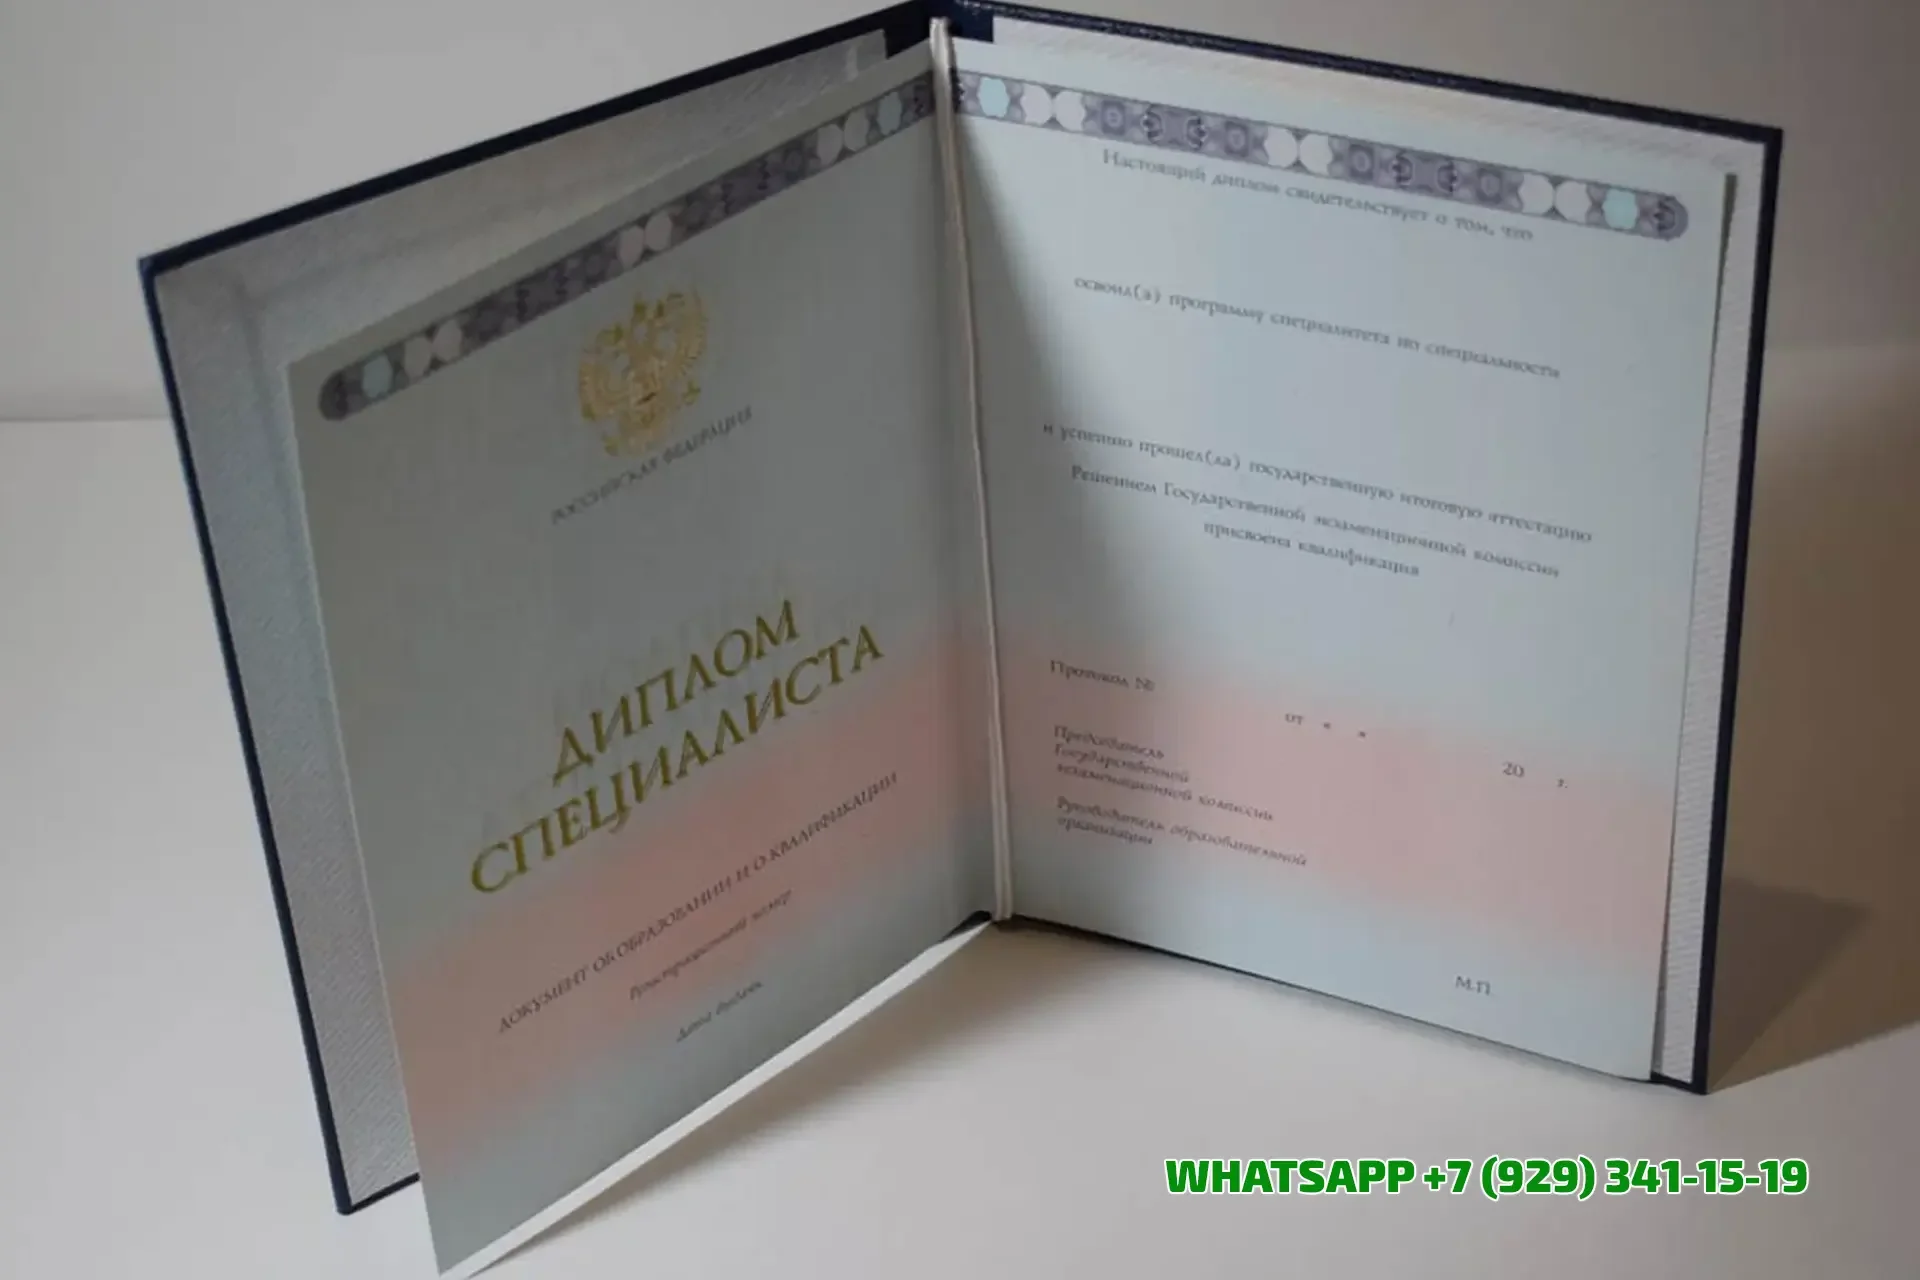 РОССИЙСКАЯ ФЕДЕРАЦИЯ
ДИПЛОМ
СПЕЦИАЛИСТА
ДОКУМЕНТ ОБ ОБРАЗОВАНИИ И О КВАЛИФИКАЦИИ
Регистрационный номер
Дата выдачи
Настоящий диплом свидетельствует о том, что
освоил(а) программу специалитета по специальности
и успешно прошел(ла) государственную итоговую аттестацию
Решением Государственной экзаменационной комиссии
присвоена квалификация
Протокол №
от « »
20 г.
Председатель
Государственной
экзаменационной комиссии
Руководитель образовательной
организации
М.П.
WHATSAPP +7 (929) 341-15-19